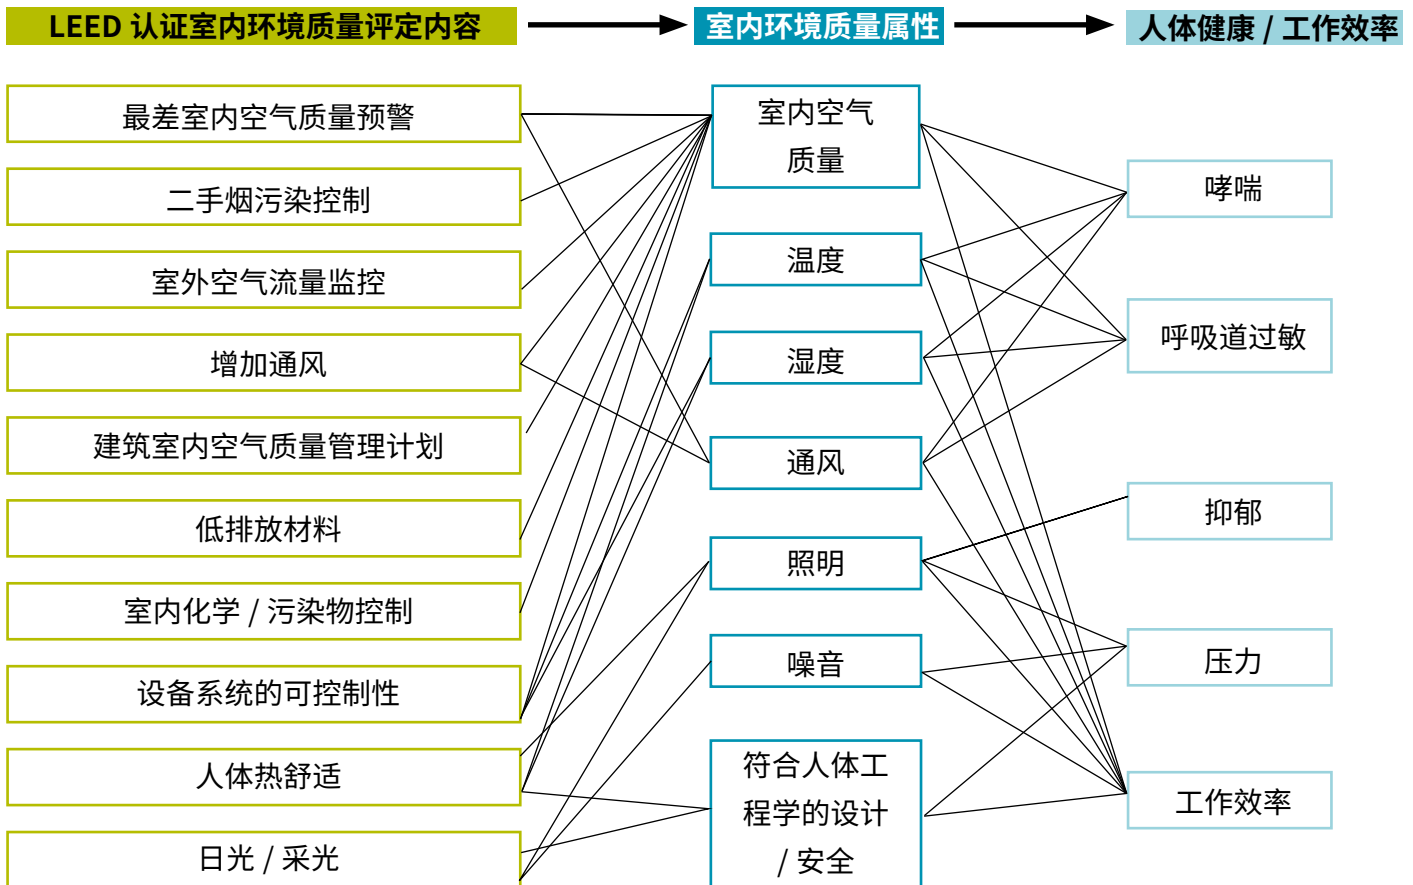 LEED 认证室内环境质量评定内容
室内环境质量属性
人体健康 / 工作效率
最差室内空气质量预警
二手烟污染控制
室外空气流量监控
增加通风
建筑室内空气质量管理计划
低排放材料
室内化学 / 污染物控制
设备系统的可控制性
人体热舒适
日光 / 采光
室内空气
质量
温度
湿度
通风
照明
噪音
符合人体工
程学的设计
/ 安全
哮喘
呼吸道过敏
抑郁
压力
工作效率